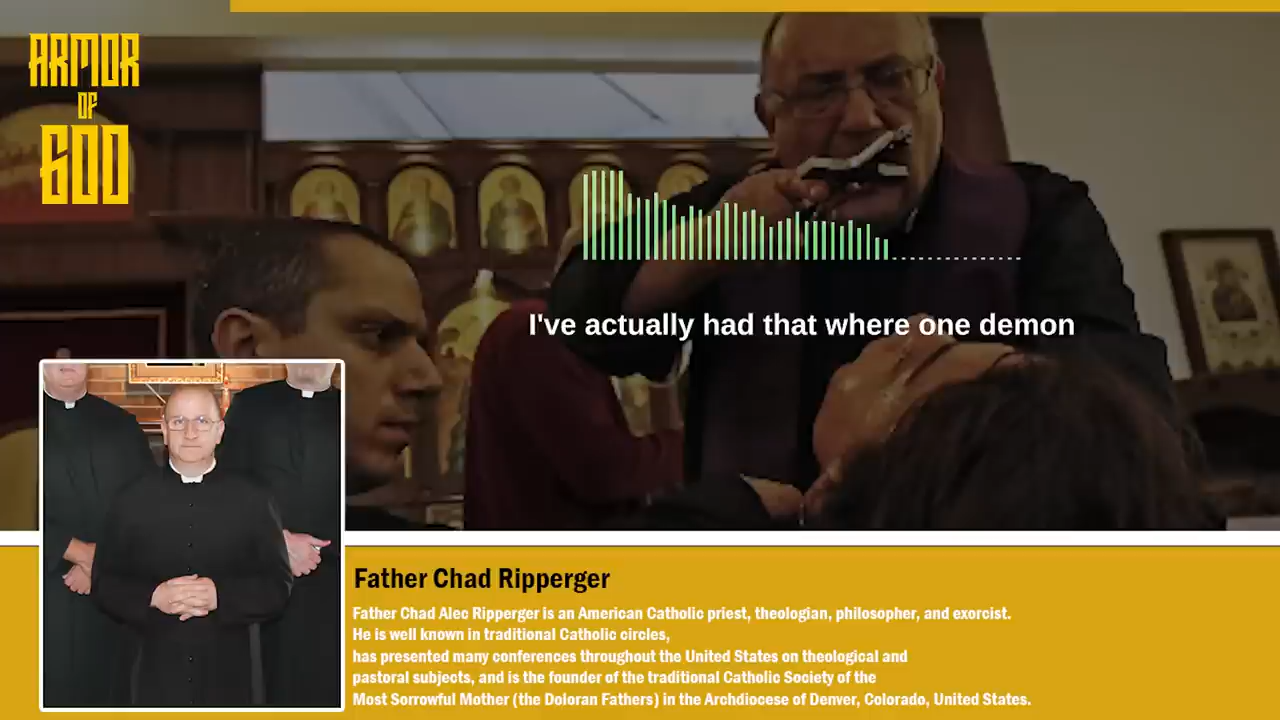 ARMOR
OF
GOD
I've actually had that where one demon
Father Chad Ripperger
Father Chad Alec Ripperger is an American Catholic priest, theologian, philosopher, and exorcist.
He is well known in traditional Catholic circles,
has presented many conferences throughout the United States on theological and
pastoral subjects, and is the founder of the traditional Catholic Society of the
Most Sorrowful Mother (the Doloran Fathers) in the Archdiocese of Denver, Colorado, United States.